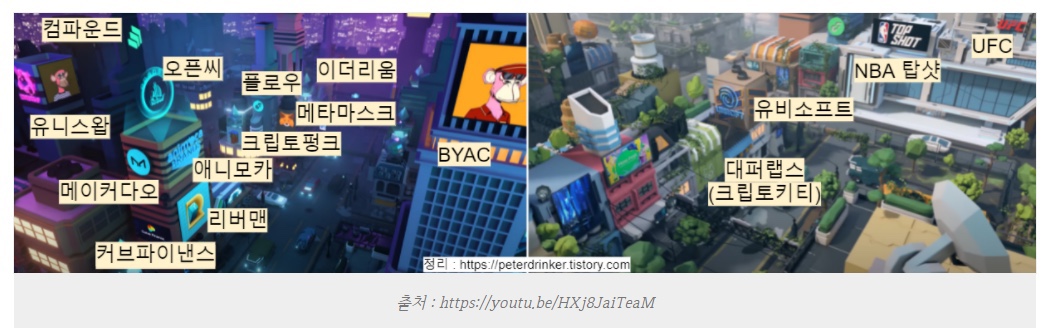 컴파운드
오픈씨
플로우
이더리움
메타마스크
유니스왑
크립토펑크
BYAC
애니모카
메이커다오
리버맨
커브파이낸스
NBA
TOP
SHOT
UFC
UFC
NBA 탑샷
유비소프트
대퍼랩스
(크립토키티)
정리 : https://peterdrinker.tistory.com
출처 : https://youtu.be/HXj8JaiTeaM